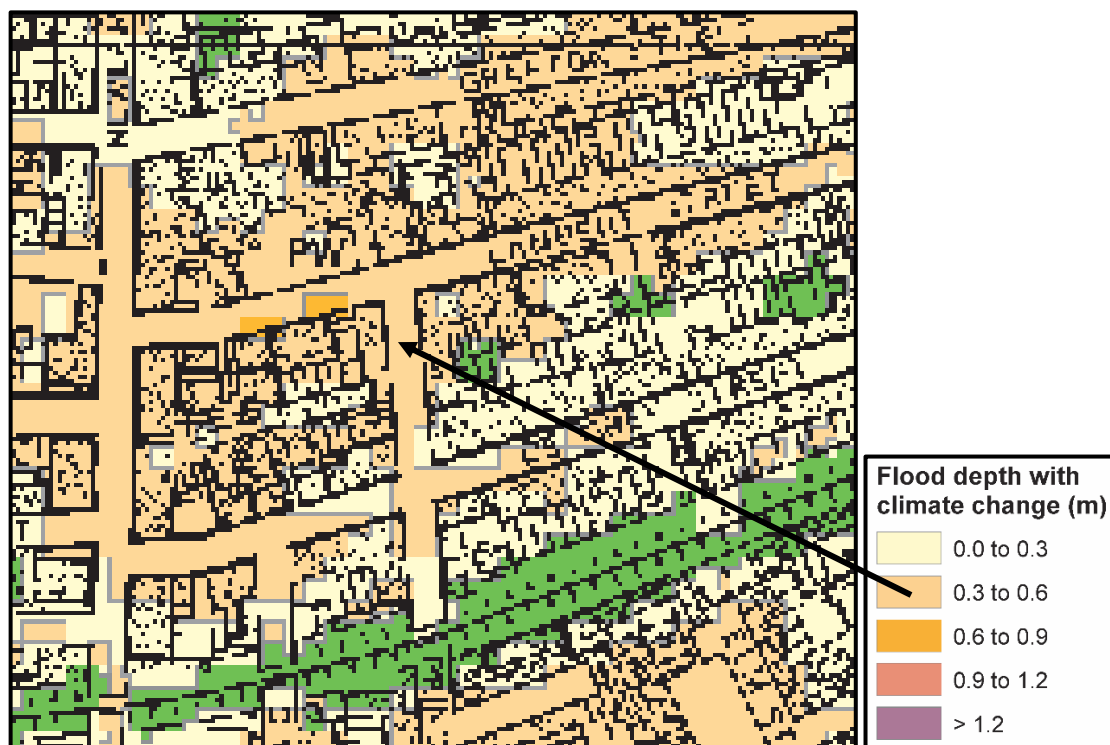 Flood depth with
climate change (m)
0.0 to 0.3
0.3 to 0.6
0.6 to 0.9
0.9 to 1.2
> 1.2